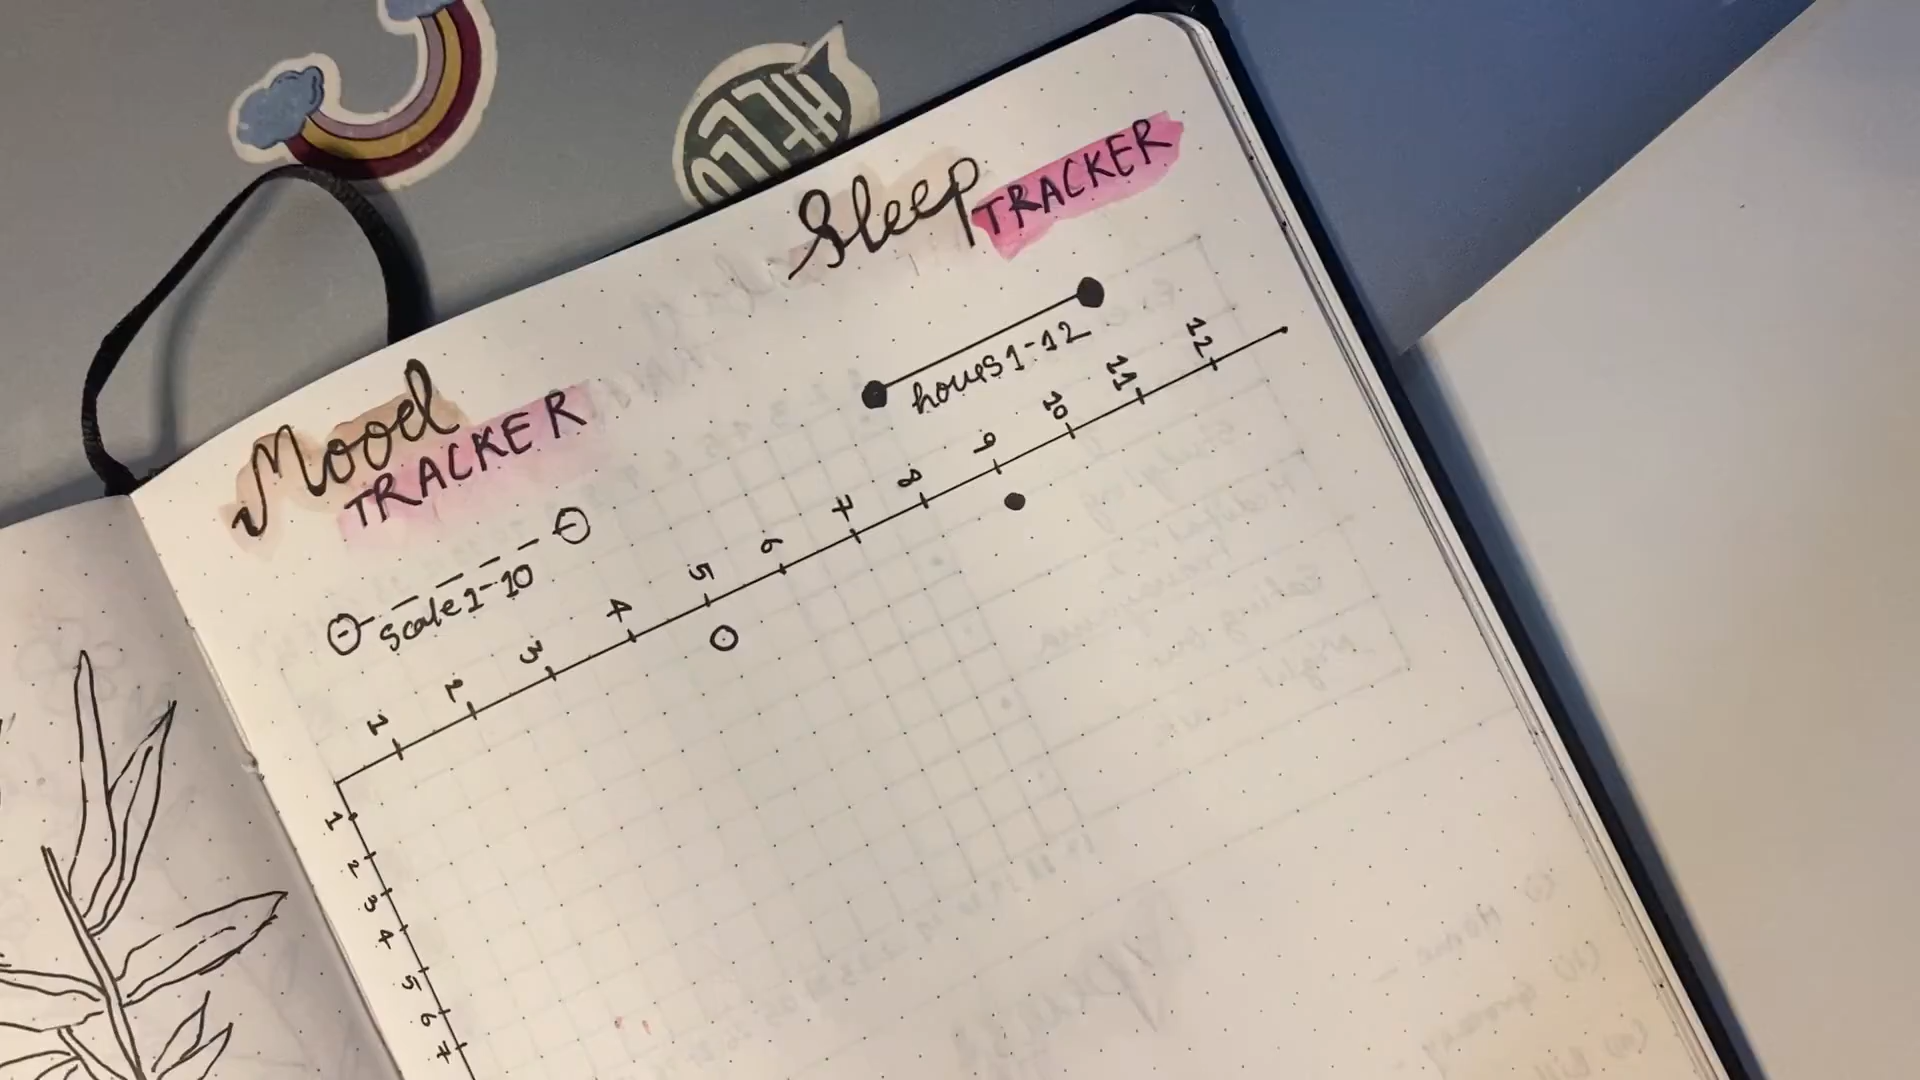 HELLO
Sleep TRACKER
hours 1-12
Mood
TRACKER
scale 1-10
1 2 3 4 5 6 7 8 9 10 11 12
1
2
3
4
5
6
7